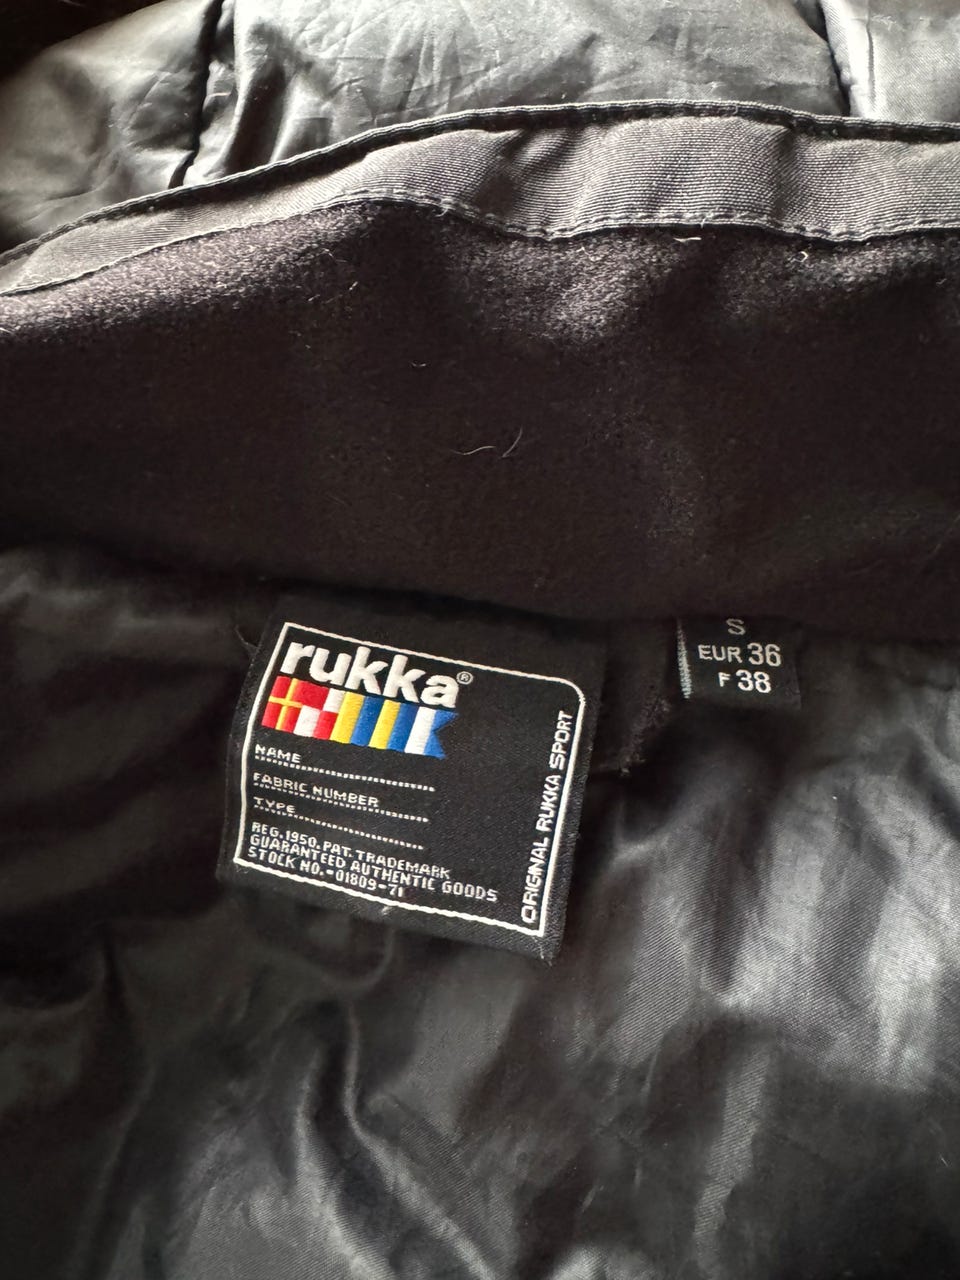 rukka®
NAME
FABRIC NUMBER
TYPE
REG. 1950. PAT. TRADEMARK
GUARANTEED AUTHENTIC GOODS
STOCK NO.-01809-71
ORIGINAL RUKKA SPORT
S
EUR 36
F 38